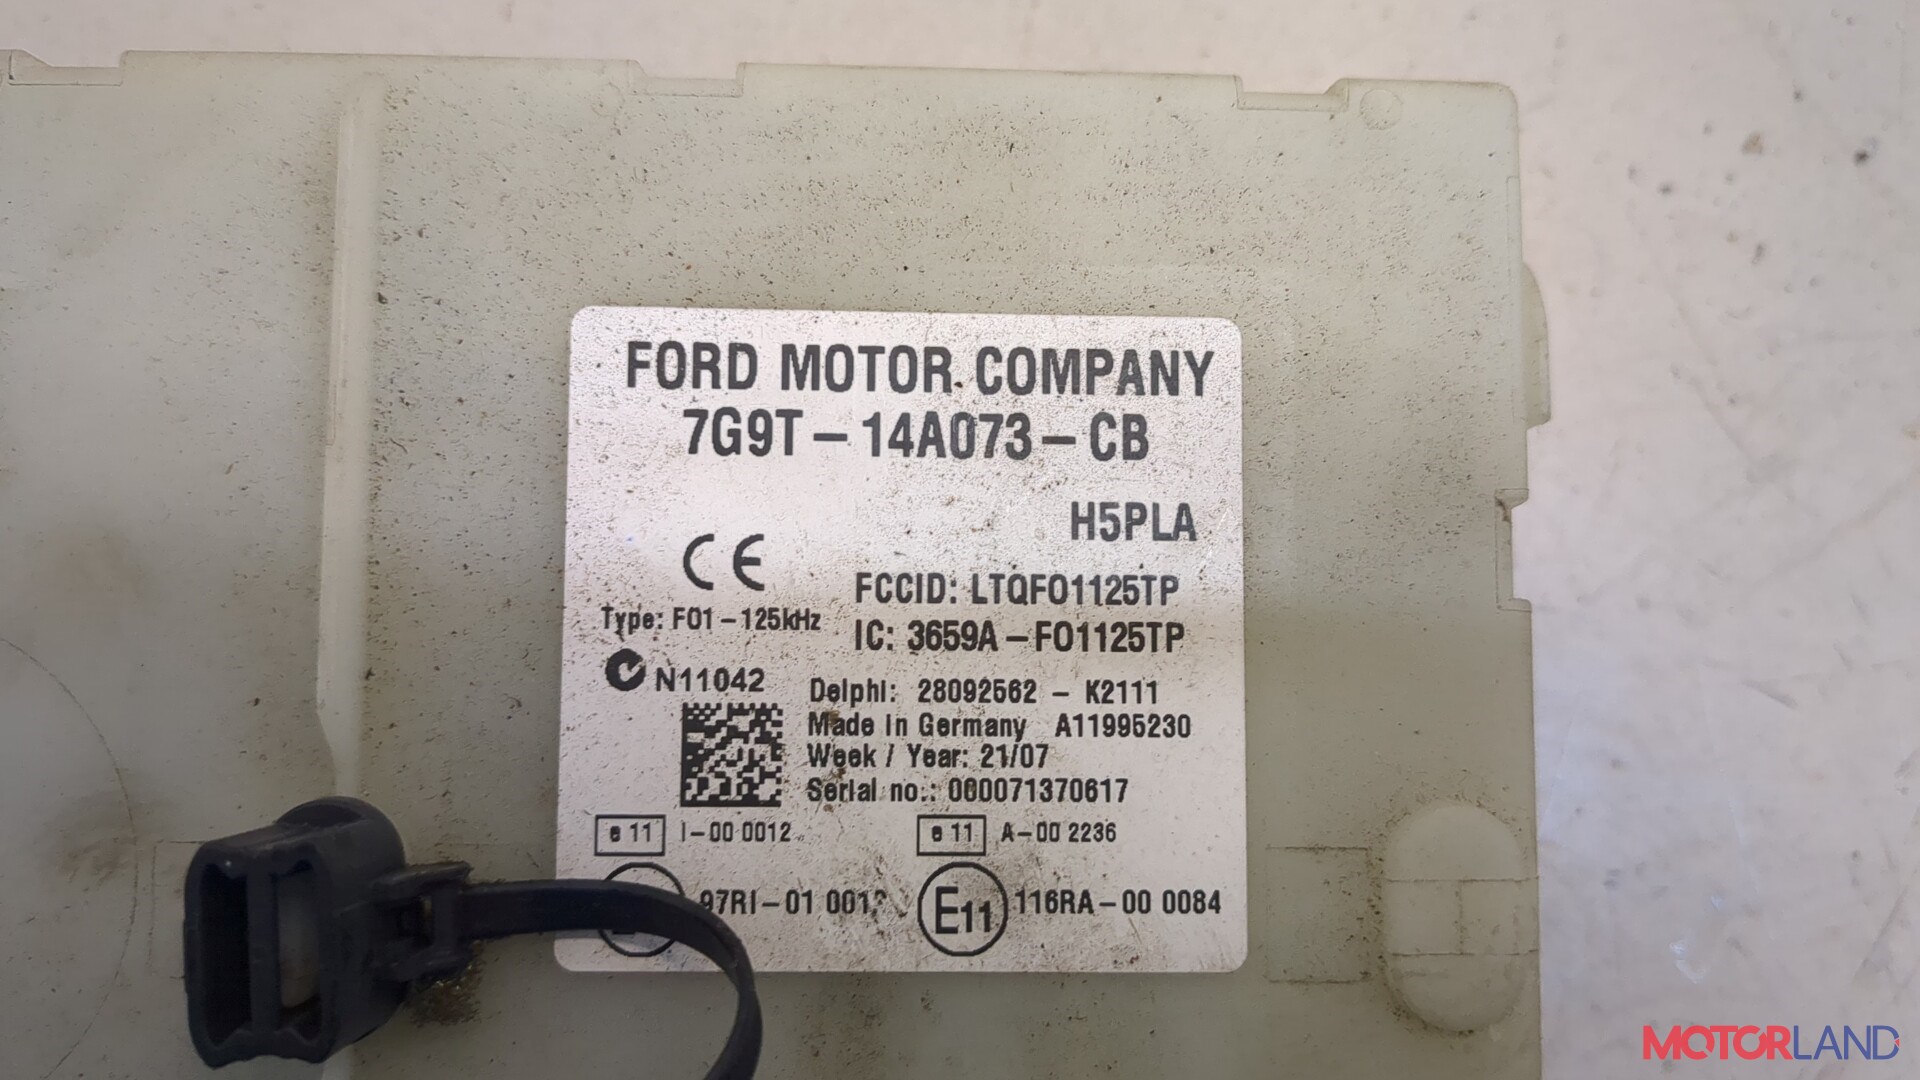 FORD MOTOR COMPANY
7G9T-14A073-CB
H5PLA
CE
FCCID: LTQFO1125TP
Type: FO1-125kHz
IC: 3659A-FO1125TP
N11042
Delphi: 28092562-K2111
Made in Germany A11995230
Week / Year: 21/07
Serial no.: 000071370617
e 11 I-00 0012
e 11 A-00 2236
97RI-01
E11 116RA-00 0084
MOTORLAND